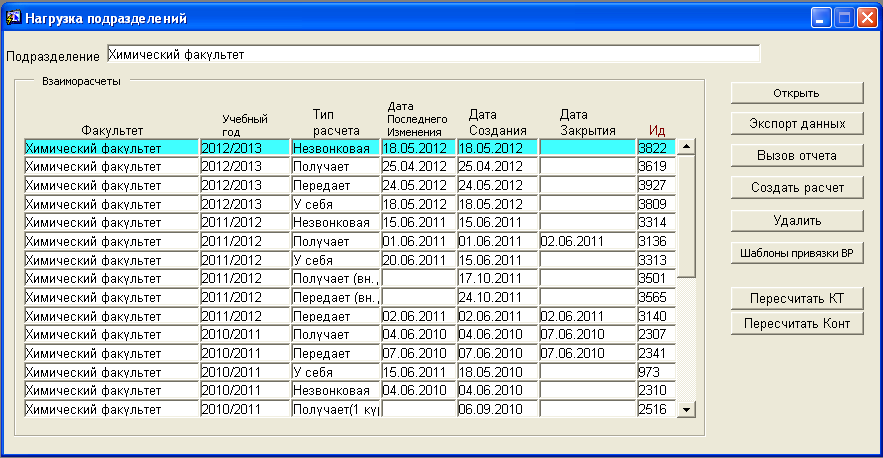 Нагрузка подразделений
Подразделение Химический факультет
Взаиморасчеты
Факультет Учебный год Тип расчета Дата Последнего Изменения Дата Создания Дата Закрытия Ид
Химический факультет 2012/2013 Незвонковая 18.05.2012 18.05.2012 3822
Химический факультет 2012/2013 Получает 25.04.2012 25.04.2012 3619
Химический факультет 2012/2013 Передает 24.05.2012 24.05.2012 3927
Химический факультет 2012/2013 У себя 18.05.2012 18.05.2012 3809
Химический факультет 2011/2012 Незвонковая 15.06.2011 15.06.2011 3314
Химический факультет 2011/2012 Получает 01.06.2011 01.06.2011 02.06.2011 3136
Химический факультет 2011/2012 У себя 20.06.2011 15.06.2011 3313
Химический факультет 2011/2012 Получает (вн. 17.10.2011 3501
Химический факультет 2011/2012 Передает (вн. 24.10.2011 3565
Химический факультет 2011/2012 Передает 02.06.2011 02.06.2011 02.06.2011 3140
Химический факультет 2010/2011 Получает 04.06.2010 04.06.2010 07.06.2010 2307
Химический факультет 2010/2011 Передает 07.06.2010 07.06.2010 07.06.2010 2341
Химический факультет 2010/2011 У себя 15.06.2011 18.05.2010 973
Химический факультет 2010/2011 Незвонковая 04.06.2010 04.06.2010 2310
Химический факультет 2010/2011 Получает(1 кур 06.09.2010 2516
Открыть
Экспорт данных
Вызов отчета
Создать расчет
Удалить
Шаблоны привязки ВР
Пересчитать КТ
Пересчитать Конт